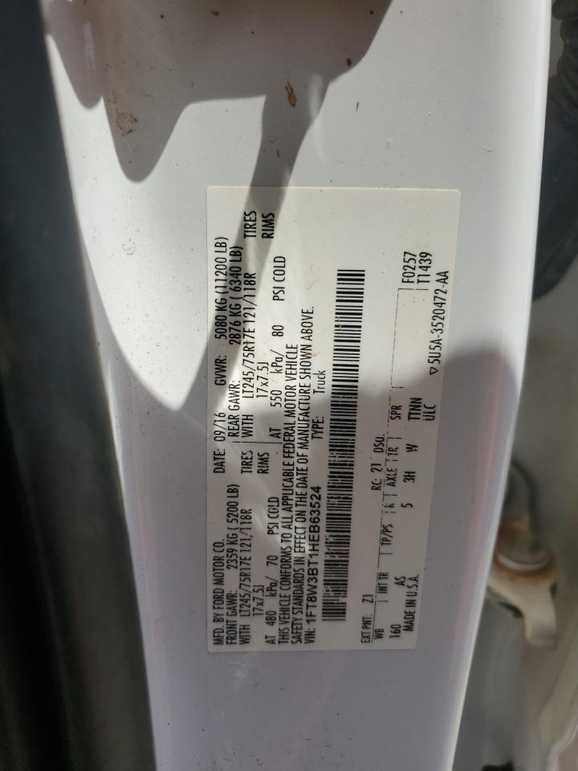 MFD. BY FORD MOTOR CO. DATE: 09/16 GVWR: 5080 KG (11200 LB)
FRONT GAWR: 2359 KG (5200 LB) REAR GAWR: 2876 KG (6340 LB)
WITH LT245/75R17E 121/118R TIRES WITH LT245/75R17E 121/118R TIRES
17x7.5J RIMS 17x7.5J RIMS
AT 480 kPa/ 70 PSI COLD AT 550 kPa/ 80 PSI COLD
THIS VEHICLE CONFORMS TO ALL APPLICABLE FEDERAL MOTOR VEHICLE
SAFETY STANDARDS IN EFFECT ON THE DATE OF MANUFACTURE SHOWN ABOVE.
VIN: 1FT8W3BT1HEB63524 TYPE: Truck
EXT PNT: Z1 RC: 21 DSO: F0257
WB INT TR TP/PS R AXLE TR SPR T1439
160 AS 5 3H W TTNN
MADE IN U.S.A. ULC
▽5U5A-3520472-AA